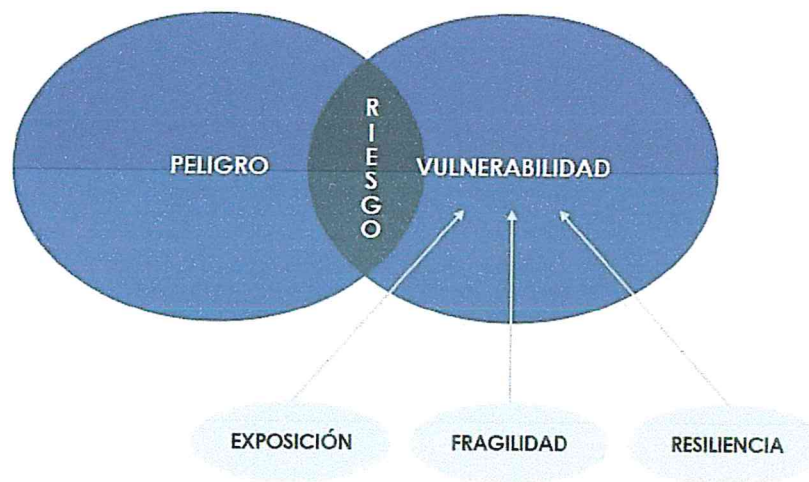 PELIGRO
RIESGO
VULNERABILIDAD
EXPOSICIÓN
FRAGILIDAD
RESILIENCIA